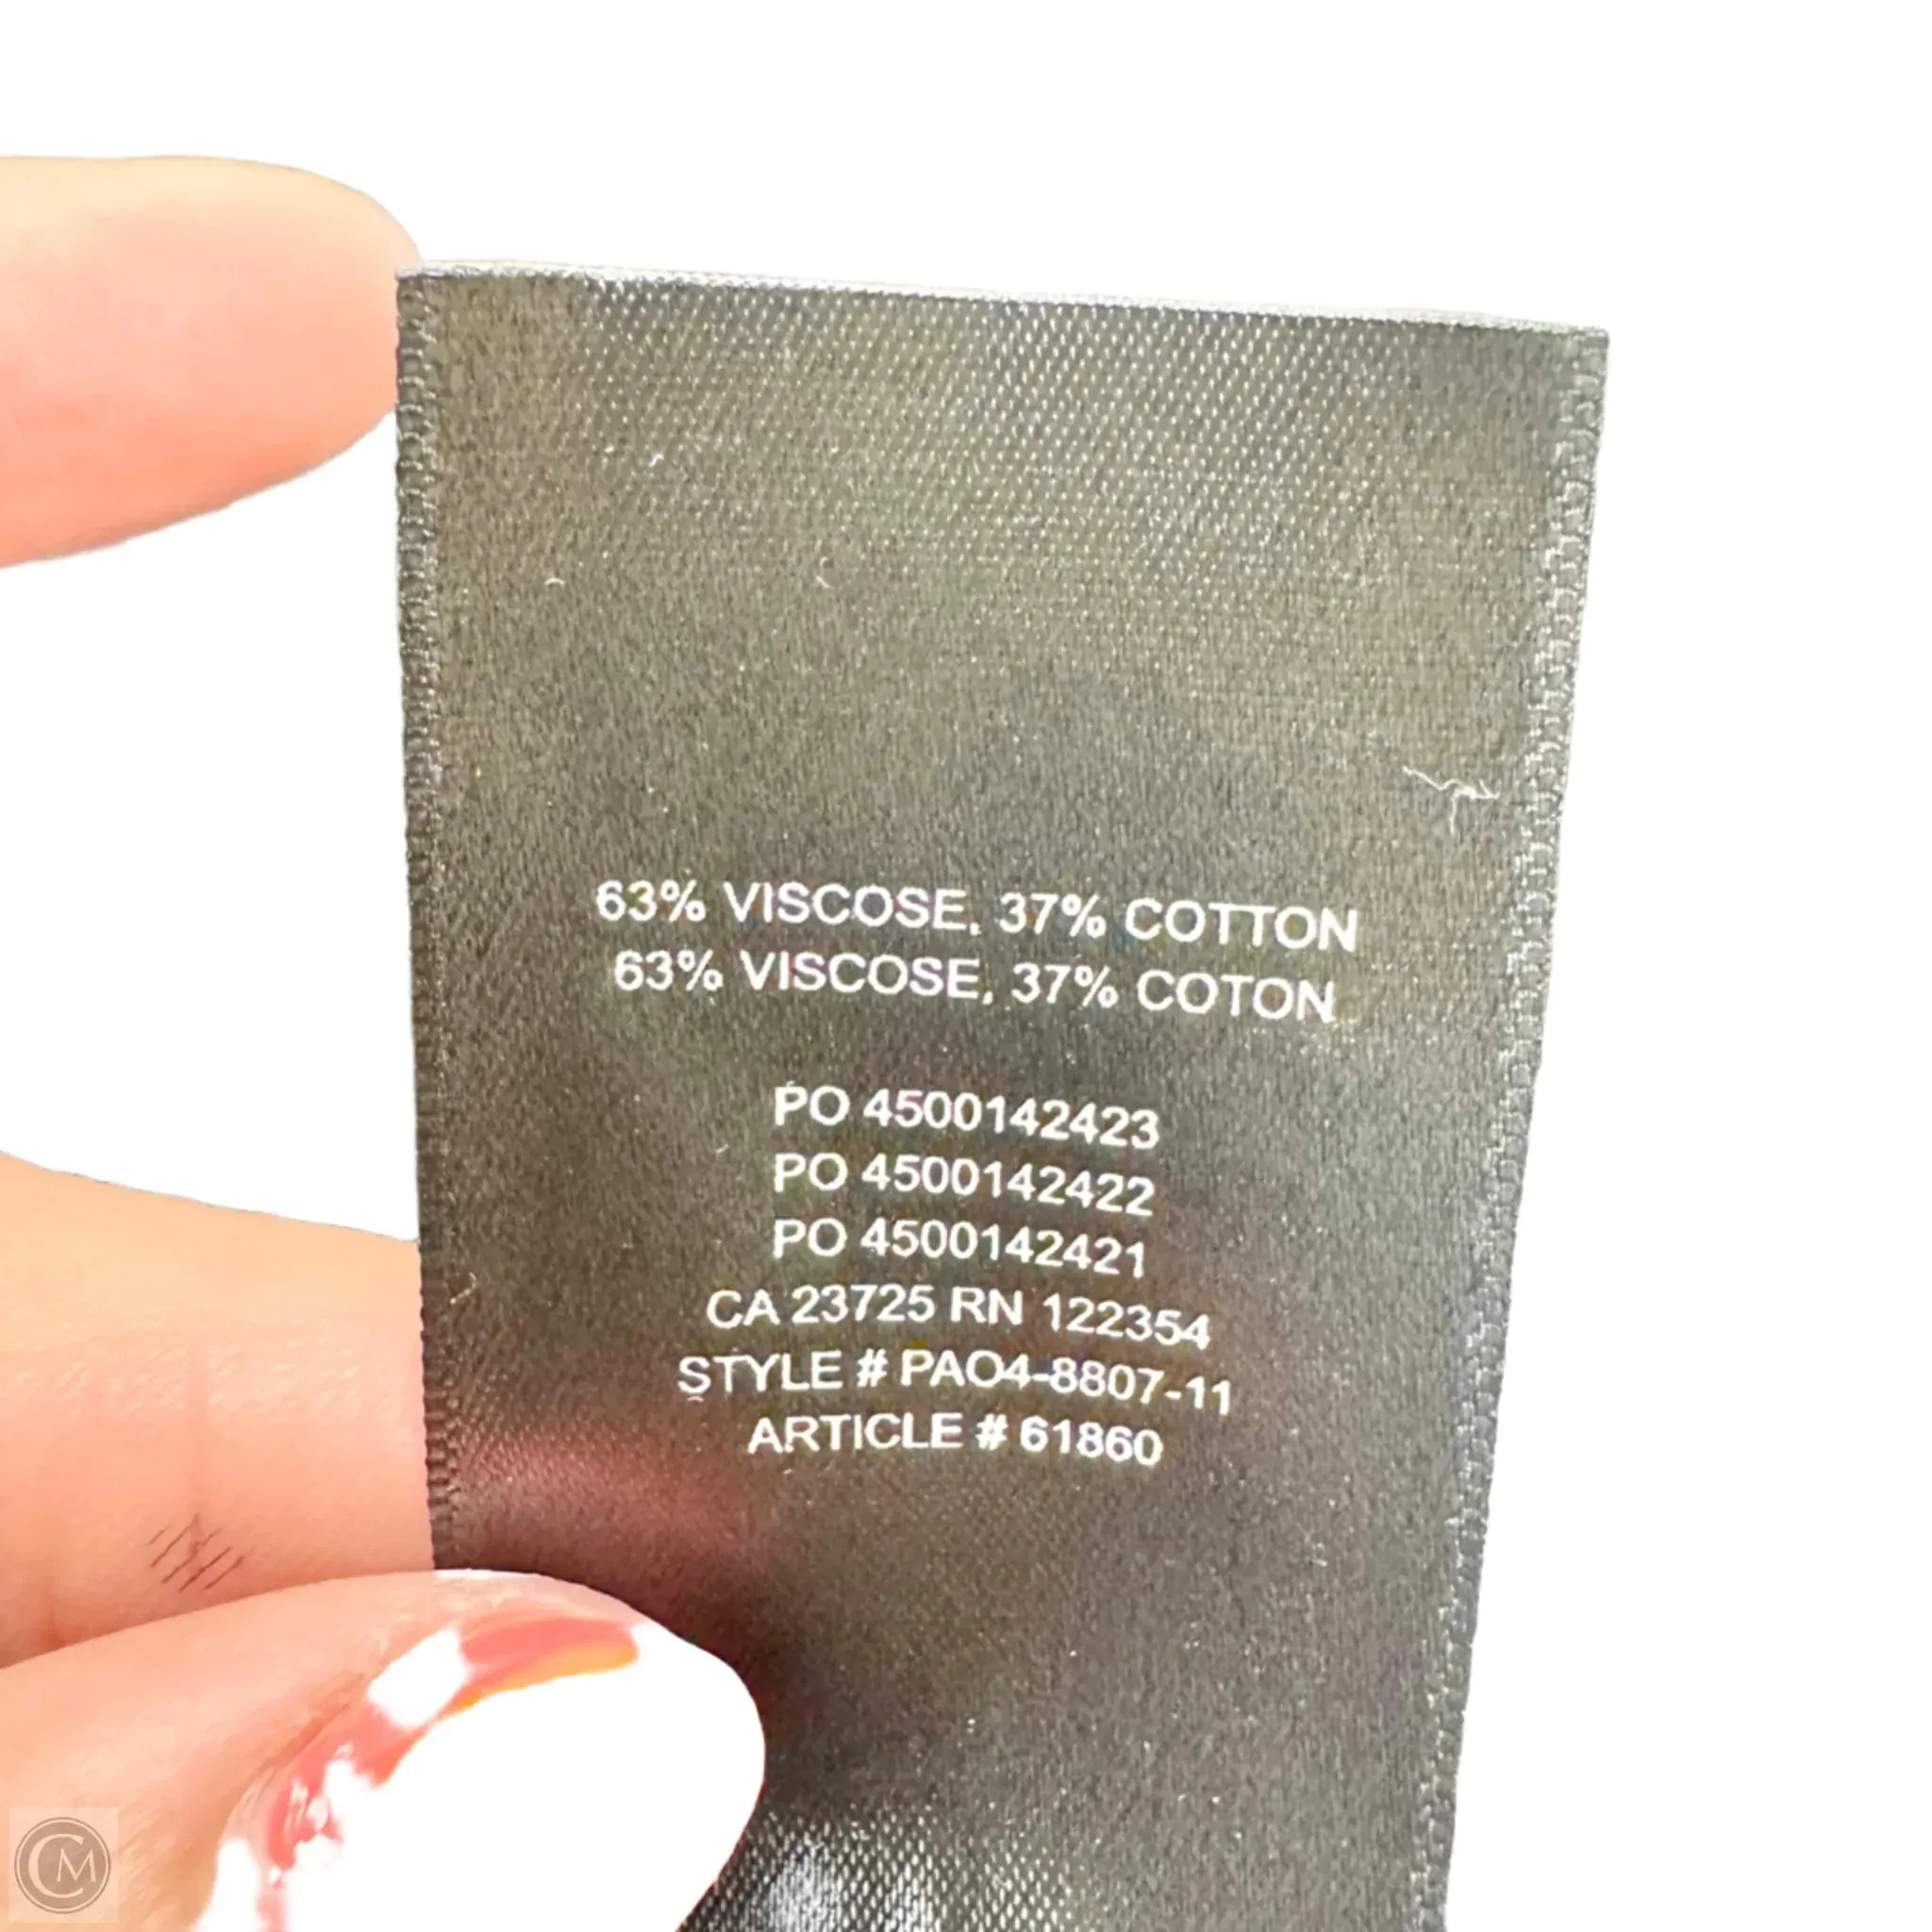 63% VISCOSE, 37% COTTON
63% VISCOSE, 37% COTON
PO 4500142423
PO 4500142422
PO 4500142421
CA 23725 RN 122354
STYLE # PAO4-8807-11
ARTICLE # 61860
CM